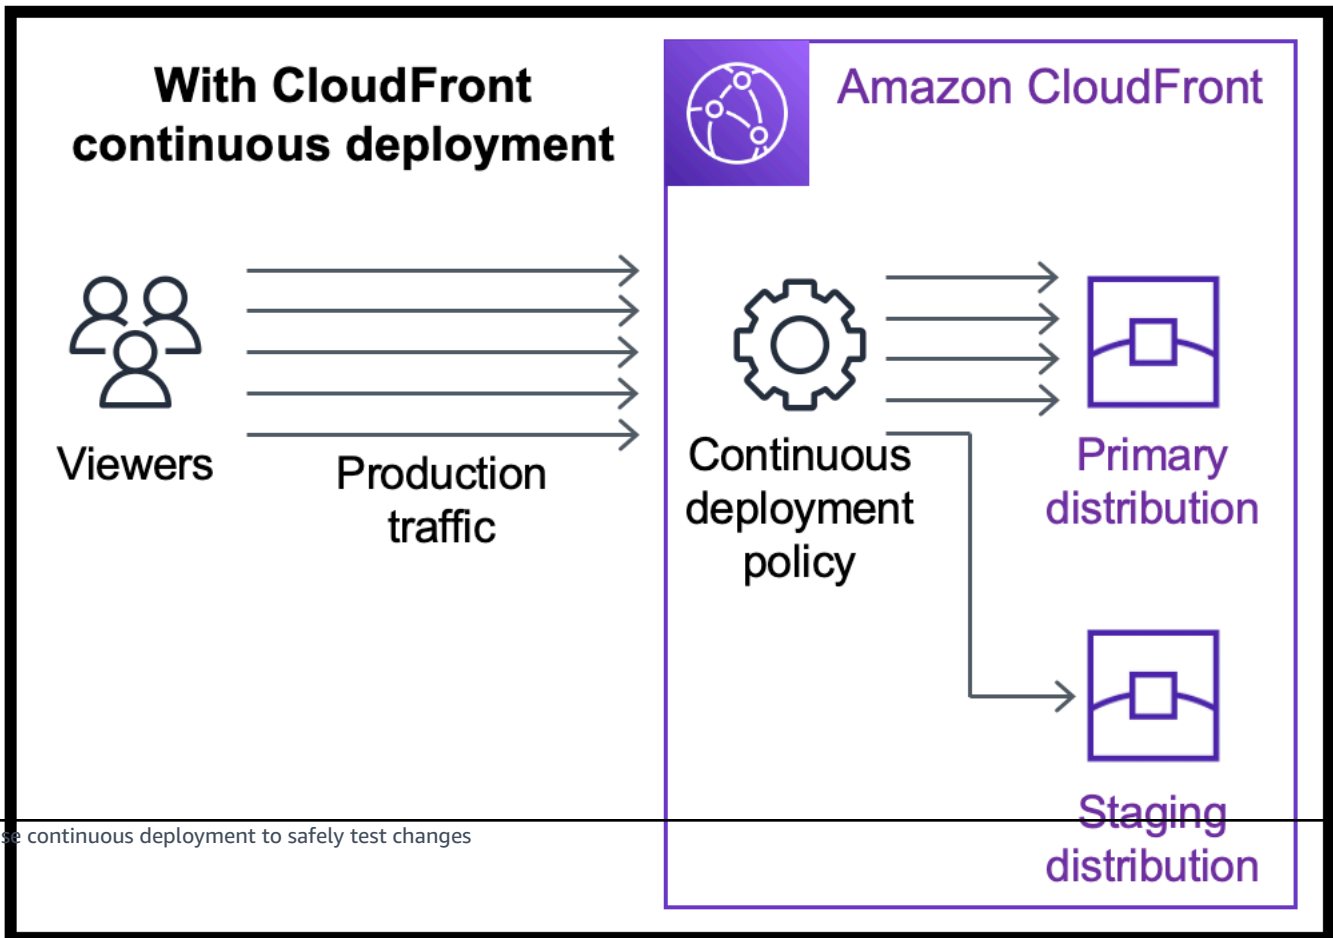 With CloudFront
continuous deployment
Amazon CloudFront
Viewers
Production
traffic
Continuous
deployment
policy
Primary
distribution
Staging
distribution
continuous deployment to safely test changes